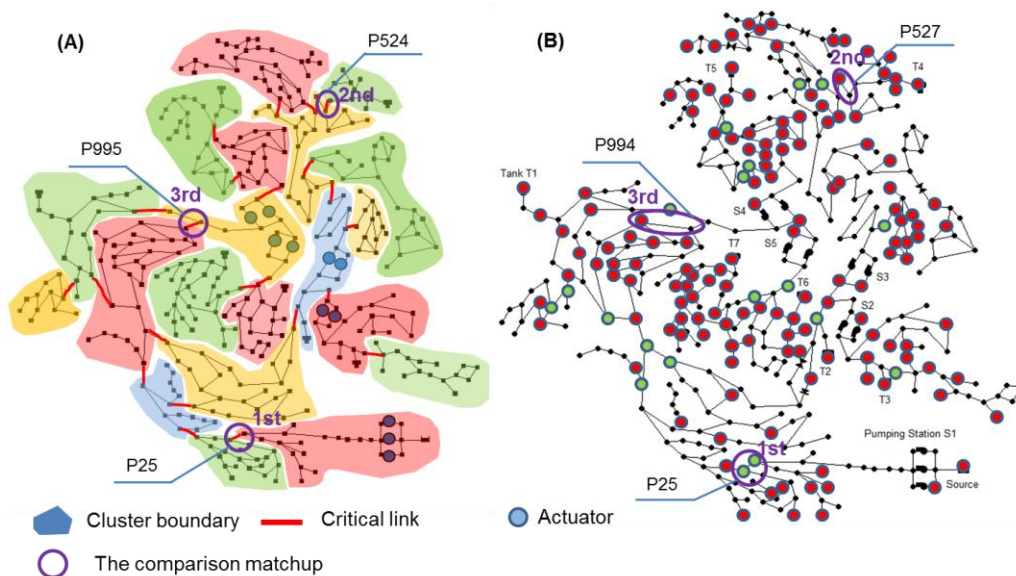 (A)
P524
2nd
P995
3rd
1st
P25
Cluster boundary
Critical link
The comparison matchup
(B)
P527
2nd
T4
T5
P994
Tank T1
3rd
S4
T7
S5
S3
T6
S2
T2
T3
1st
Pumping Station S1
P25
Source
Actuator